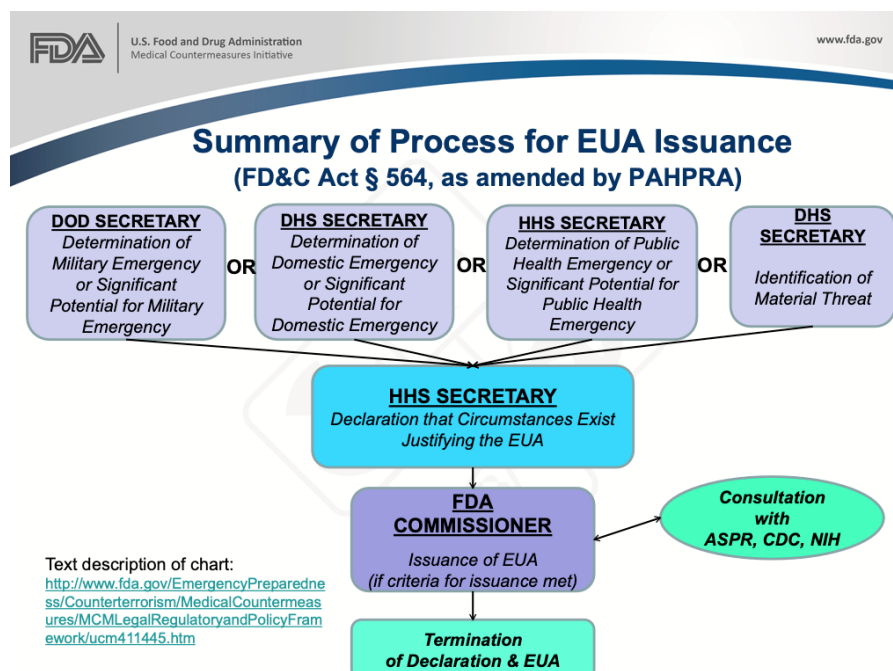 FDA
U.S. Food and Drug Administration
Medical Countermeasures Initiative
www.fda.gov
Summary of Process for EUA Issuance
(FD&C Act § 564, as amended by PAHPRA)
DOD SECRETARY
Determination of
Military Emergency
or Significant
Potential for Military
Emergency
OR
DHS SECRETARY
Determination of
Domestic Emergency
or Significant
Potential for
Domestic Emergency
OR
HHS SECRETARY
Determination of Public
Health Emergency or
Significant Potential for
Public Health
Emergency
OR
DHS
SECRETARY
Identification of
Material Threat
HHS SECRETARY
Declaration that Circumstances Exist
Justifying the EUA
FDA
COMMISSIONER
Issuance of EUA
(if criteria for issuance met)
Consultation
with
ASPR, CDC, NIH
Text description of chart:
http://www.fda.gov/EmergencyPreparedne
ss/Counterterrorism/MedicalCountermeas
ures/MCMLegalRegulatoryandPolicyFram
ework/ucm411445.htm
Termination
of Declaration & EUA